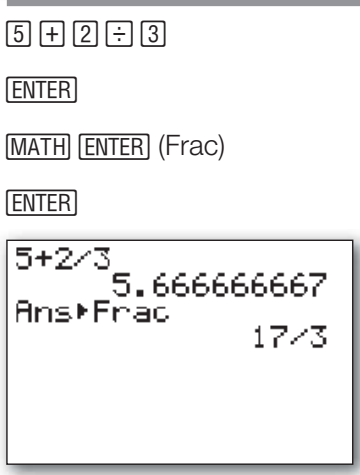 5 + 2 ÷ 3
ENTER
MATH ENTER (Frac)
ENTER
5+2/3
5.666666667
Ans▶Frac
17/3